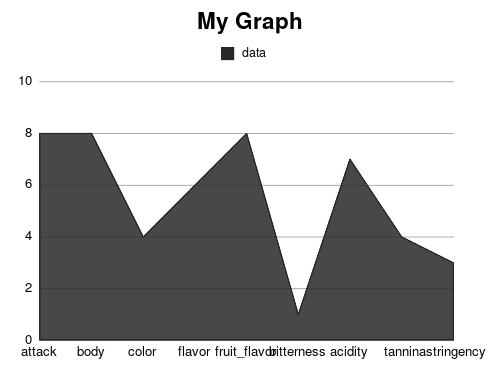 My Graph
data
10
8
6
4
2
0
attack body color flavor fruit_flavor bitterness acidity tannin astringency